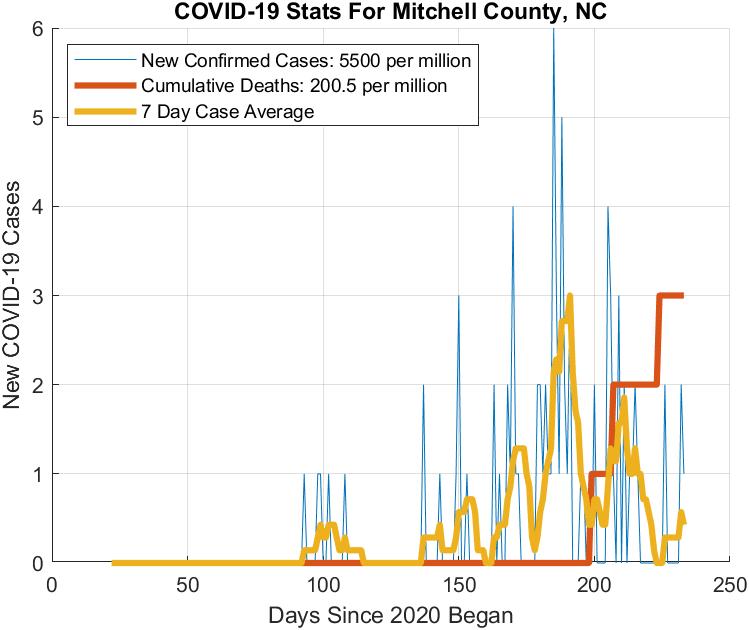 COVID-19 Stats For Mitchell County, NC
New Confirmed Cases: 5500 per million
Cumulative Deaths: 200.5 per million
7 Day Case Average
New COVID-19 Cases
6
5
4
3
2
1
0
0 50 100 150 200 250
Days Since 2020 Began